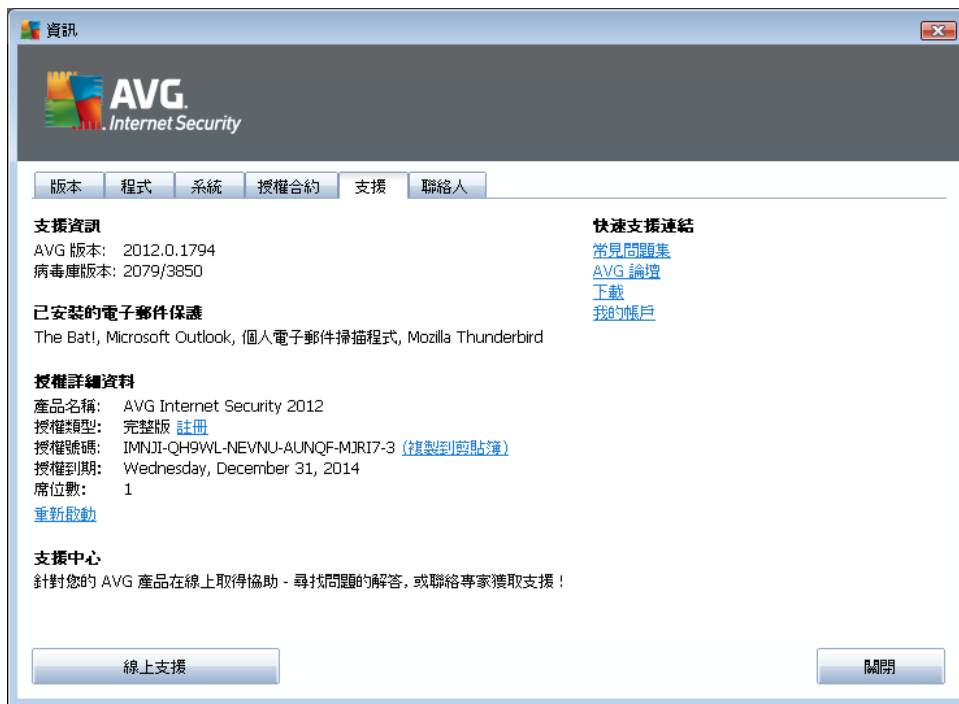 資訊
AVG.
Internet Security
版本 程式 系統 授權合約 支援 聯絡人
支援資訊
AVG 版本: 2012.0.1794
病毒庫版本: 2079/3850
已安裝的電子郵件保護
The Bat!, Microsoft Outlook, 個人電子郵件掃描程式, Mozilla Thunderbird
授權詳細資料
產品名稱: AVG Internet Security 2012
授權類型: 完整版 註冊
授權號碼: IMNJI-QH9WL-NEVNU-AUNQF-MJRI7-3 (複製到剪貼簿)
授權到期: Wednesday, December 31, 2014
席位數: 1
重新啟動
支援中心
針對您的 AVG 產品在線上取得協助 - 尋找問題的解答, 或聯絡專家獲取支援!
快速支援連結
常見問題集
AVG 論壇
下載
我的帳戶
線上支援
關閉